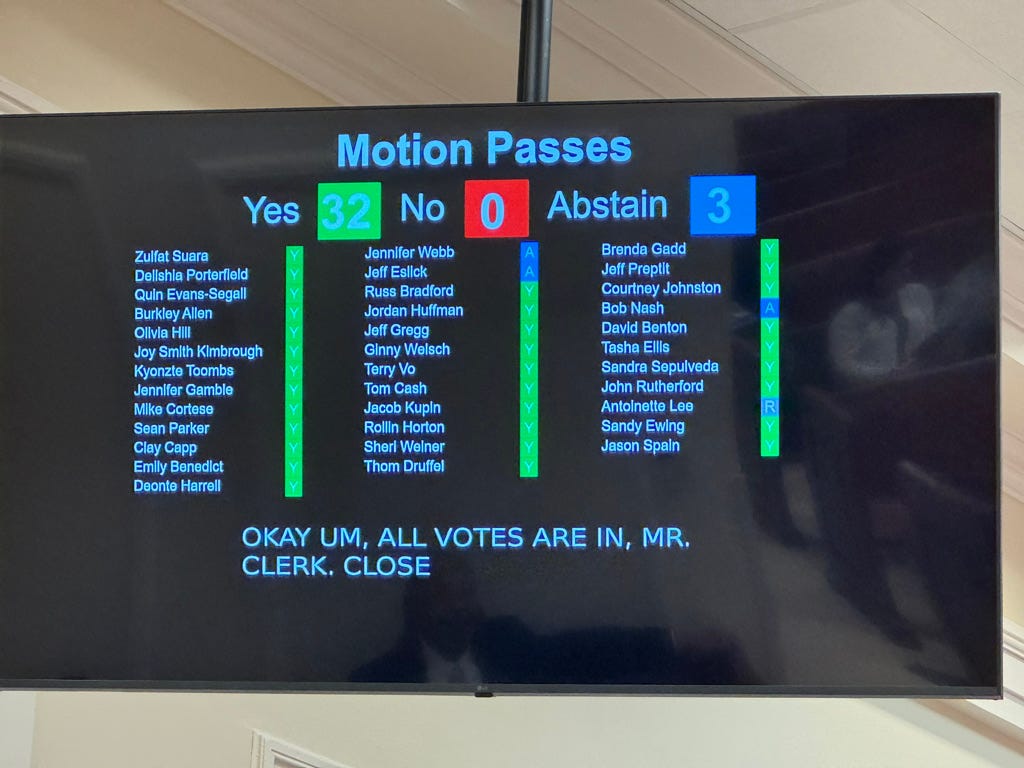 Motion Passes
Yes 32 No 0 Abstain 3
Zulfat Suara Y
Delishia Porterfield Y
Quin Evans-Segall Y
Burkley Allen Y
Olivia Hill Y
Joy Smith Kimbrough Y
Kyonzte Toombs Y
Jennifer Gamble Y
Mike Cortese Y
Sean Parker Y
Clay Capp Y
Emily Benedict Y
Deonte Harrell Y
Jennifer Webb A
Jeff Eslick A
Russ Bradford Y
Jordan Huffman Y
Jeff Gregg Y
Ginny Welsch Y
Terry Vo Y
Tom Cash Y
Jacob Kupin Y
Rollin Horton Y
Sheri Weiner Y
Thom Druffel Y
Brenda Gadd Y
Jeff Preptit Y
Courtney Johnston Y
Bob Nash A
David Benton Y
Tasha Ellis Y
Sandra Sepulveda Y
John Rutherford Y
Antoinette Lee R
Sandy Ewing Y
Jason Spain Y
OKAY UM, ALL VOTES ARE IN, MR.
CLERK. CLOSE
LG